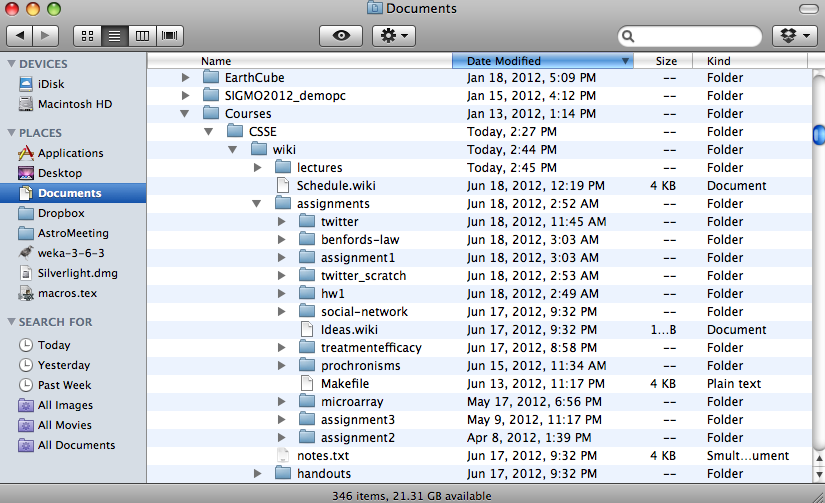 Documents
Name Date Modified Size Kind
DEVICES
iDisk
Macintosh HD
PLACES
Applications
Desktop
Documents
Dropbox
AstroMeeting
weka-3-6-3
Silverlight.dmg
macros.tex
SEARCH FOR
Today
Yesterday
Past Week
All Images
All Movies
All Documents
EarthCube Jan 18, 2012, 5:09 PM -- Folder
SIGMO2012_demopc Jan 15, 2012, 4:12 PM -- Folder
Courses Jan 13, 2012, 1:14 PM -- Folder
CSSE Today, 2:27 PM -- Folder
wiki Today, 2:44 PM -- Folder
lectures Today, 2:45 PM -- Folder
Schedule.wiki Jun 18, 2012, 12:19 PM 4 KB Document
assignments Jun 18, 2012, 2:52 AM -- Folder
twitter Jun 18, 2012, 11:45 AM -- Folder
benfords-law Jun 18, 2012, 3:03 AM -- Folder
assignment1 Jun 18, 2012, 3:03 AM -- Folder
twitter_scratch Jun 18, 2012, 2:53 AM -- Folder
hw1 Jun 18, 2012, 2:49 AM -- Folder
social-network Jun 17, 2012, 9:32 PM -- Folder
Ideas.wiki Jun 17, 2012, 9:32 PM 1...B Document
treatmentefficacy Jun 17, 2012, 8:58 PM -- Folder
prochronisms Jun 15, 2012, 11:34 AM -- Folder
Makefile Jun 13, 2012, 11:17 PM 4 KB Plain text
microarray May 17, 2012, 6:56 PM -- Folder
assignment3 May 9, 2012, 11:17 PM -- Folder
assignment2 Apr 8, 2012, 1:39 PM -- Folder
notes.txt Jun 17, 2012, 9:32 PM 4 KB Smult...ument
handouts Jun 17, 2012, 9:32 PM -- Folder
346 items, 21.31 GB available